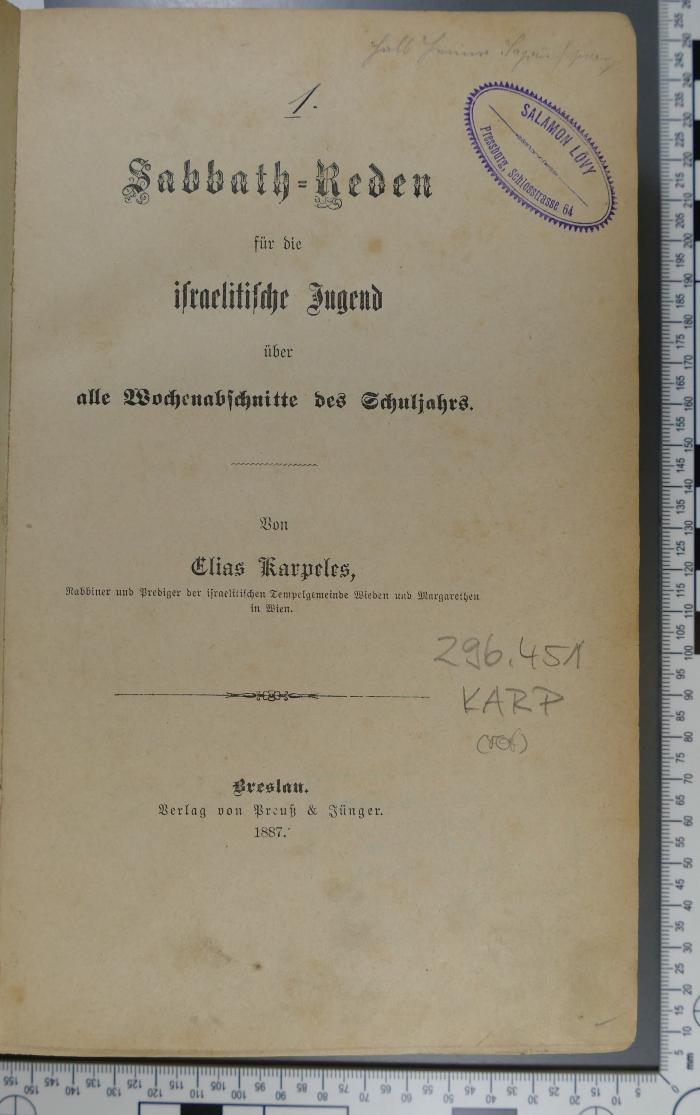 1.
SALAMON LÖVY
Pressburg, Schlosstrasse 64
Sabbath=Reden
für die
israelitische Jugend
über
alle Wochenabschnitte des Schuljahrs.
Von
Elias Karpeles,
Rabbiner und Prediger der israelitischen Tempelgemeinde Wieden und Margarethen
in Wien.
296.451
KARP
Breslau.
Verlag von Preuß & Jünger.
1887.